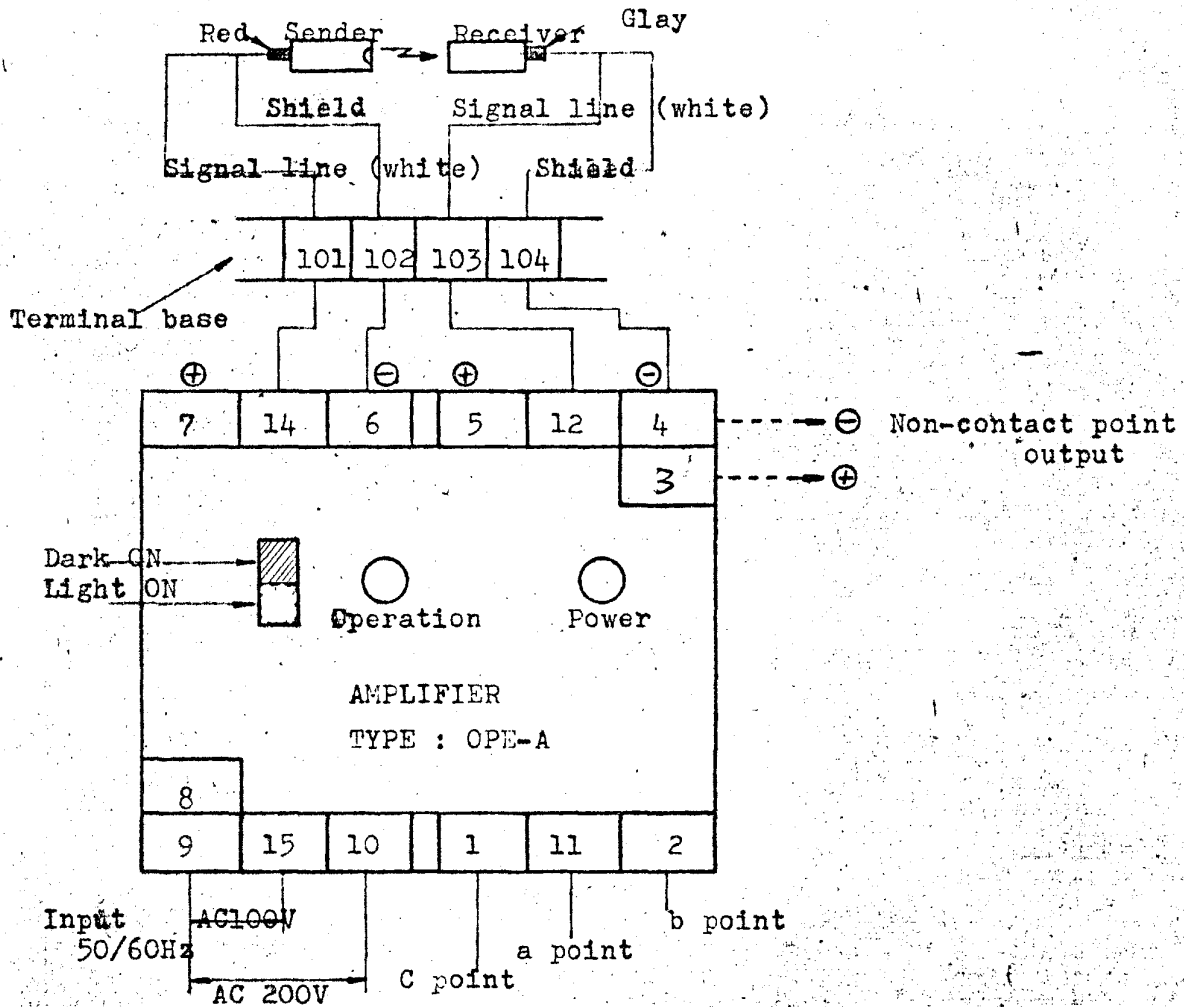 Glay
Red Sender Receiver
Shield Signal line (white)
Signal line (white) Shield
101 102 103 104
Terminal base
⊕ ⊖ ⊕ ⊖
7 14 6 5 12 4 ⊖ Non-contact point
output
3 ⊕
Dark ON
Light ON
Operation Power
AMPLIFIER
TYPE : OPE-A
8
9 15 10 1 11 2
Input AC100V b point
50/60Hz a point
AC 200V C point